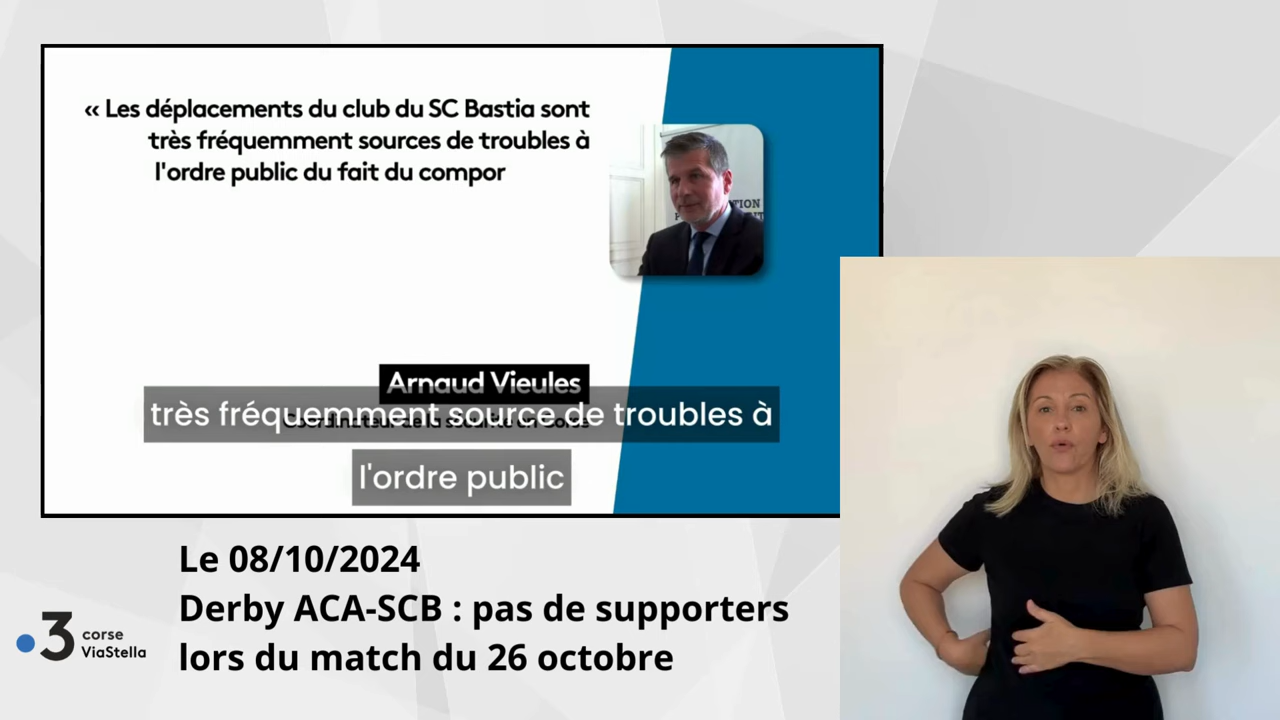 « Les déplacements du club du SC Bastia sont
très fréquemment sources de troubles à
l'ordre public du fait du compor
TION
Arnaud Vieules
très fréquemment source de troubles à
l'ordre public
Le 08/10/2024
Derby ACA-SCB : pas de supporters
lors du match du 26 octobre
3 corse
ViaStella